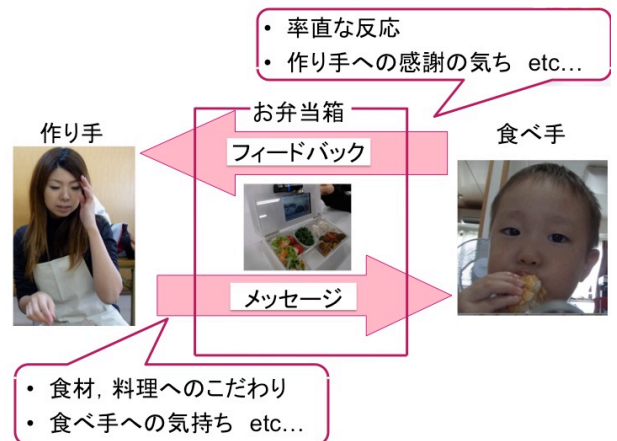 • 率直な反応
• 作り手への感謝の気ち etc…
お弁当箱
作り手
食べ手
フィードバック
メッセージ
• 食材，料理へのこだわり
• 食べ手への気持ち etc…